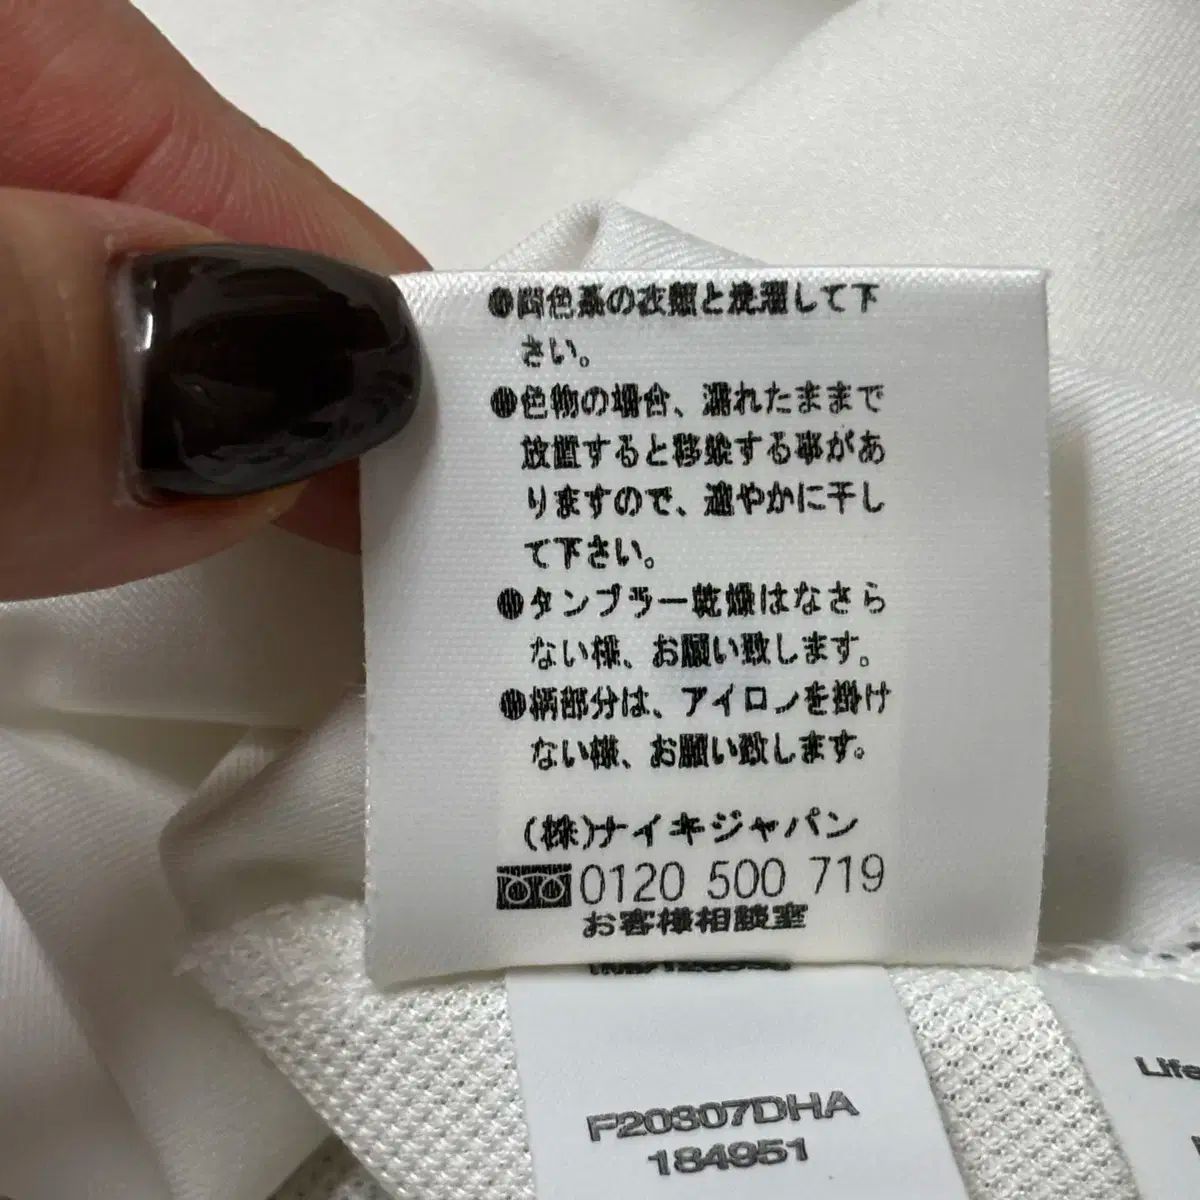 ●同色系の衣類と洗濯して下
さい。
●色物の場合、濡れたままで
放置すると移染する事があ
りますので、速やかに干し
て下さい。
●タンブラー乾燥はなさら
ない様、お願い致します。
●柄部分は、アイロンを掛け
ない様、お願い致します。
(株)ナイキジャパン
0120 500 719
お客様相談室
F20307DHA
184951
Life